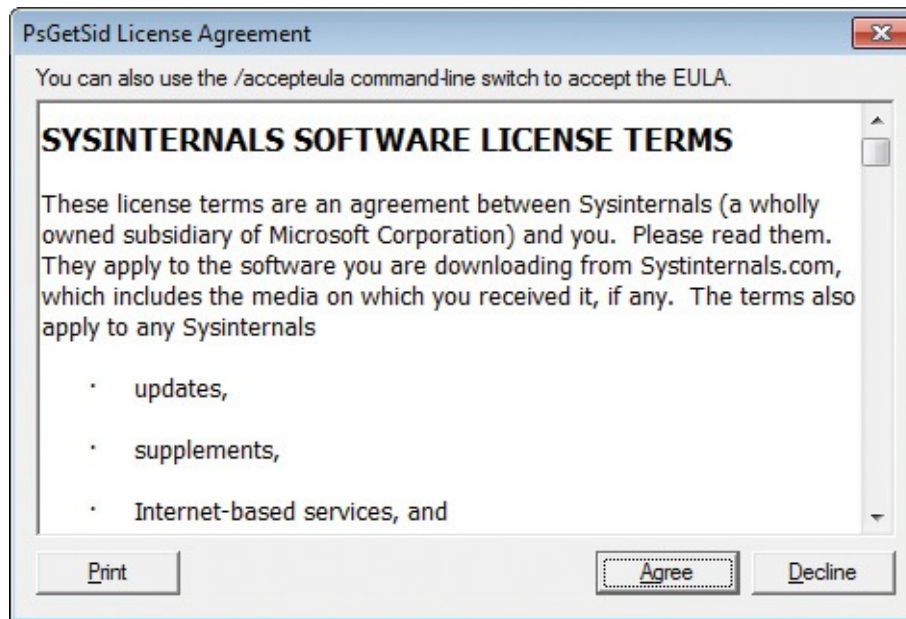 PsGetSid License Agreement
You can also use the /accepteula command-line switch to accept the EULA.
SYSINTERNALS SOFTWARE LICENSE TERMS
These license terms are an agreement between Sysinternals (a wholly
owned subsidiary of Microsoft Corporation) and you.  Please read them.
They apply to the software you are downloading from Systinternals.com,
which includes the media on which you received it, if any.  The terms also
apply to any Sysinternals
· updates,
· supplements,
· Internet-based services, and
Print Agree Decline